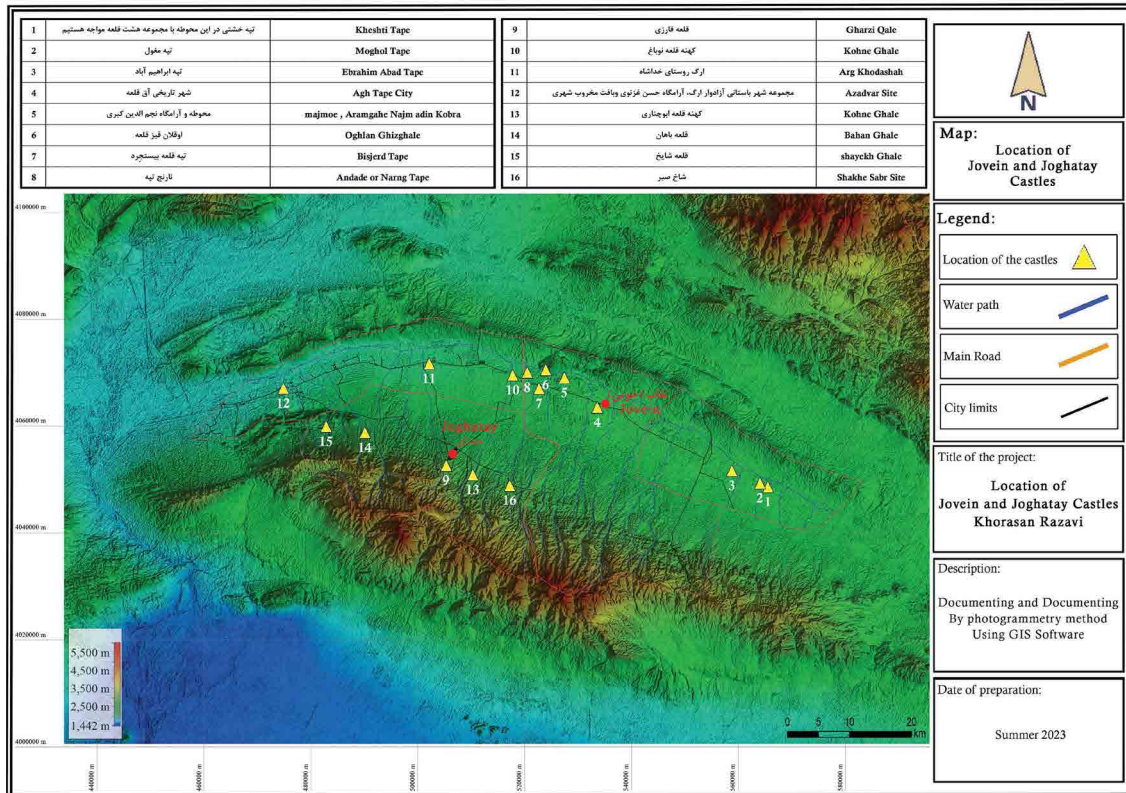 1 تپه خشتی در این محوطه با مجموعه هشت قلعه مواجه هستیم Kheshti Tape
2 تپه مغول Moghol Tape
3 تپه ابراهیم آباد Ebrahim Abad Tape
4 شهر تاریخی آق قلعه Agh Tape City
5 محوطه و آرامگاه نجم الدین کبری majmoe , Aramgahe Najm adin Kobra
6 اوقلان قیز قلعه Oghlan Ghizghale
7 تپه قلعه بیستجرد Bisjerd Tape
8 نارنج تپه Andade or Narng Tape
9 قلعه قارزی Gharzi Qale
10 کهنه قلعه نوباغ Kohne Ghale
11 ارگ روستای خداشاه Arg Khodashah
12 مجموعه شهر باستانی آزادوار ارگ، آرامگاه حسن غزنوی وبافت مخروب شهری Azadvar Site
13 کهنه قلعه ابوچناری Kohne Ghale
14 قلعه باهان Bahan Ghale
15 قلعه شایخ shayekh Ghale
16 شاخ صبر Shakhe Sabr Site
N
Map:
Location of
Jovein and Joghatay
Castles
Legend:
Location of the castles
Water path
Main Road
City limits
Title of the project:
Location of
Jovein and Joghatay Castles
Khorasan Razavi
Description:
Documenting and Documenting
By photogrammetry method
Using GIS Software
Date of preparation:
Summer 2023
4100000 m
4080000 m
4060000 m
4040000 m
4020000 m
4000000 m
11
10
8
6
7
5
12
4
Jovein
15
14
Joghatay
9
13
16
3
2
1
5,500 m
4,500 m
3,500 m
2,500 m
1,442 m
0 5 10 20
km
440000 m
460000 m
480000 m
500000 m
520000 m
540000 m
560000 m
580000 m